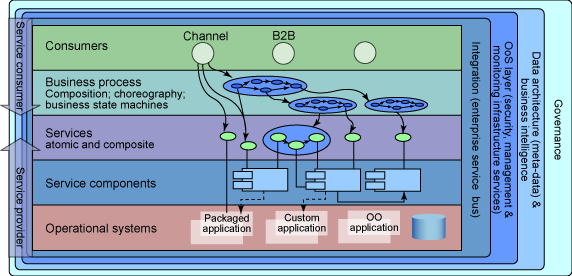 Channel
B2B
Consumers
Business process
Composition; choreography;
business state machines
Services
atomic and composite
Service components
Operational systems
Packaged
application
Custom
application
OO
application
Service consumer
Service provider
Integration (enterprise service bus)
QoS layer (security, management &
monitoring infrastructure services)
Data architecture (meta-data) &
business intelligence
Governance